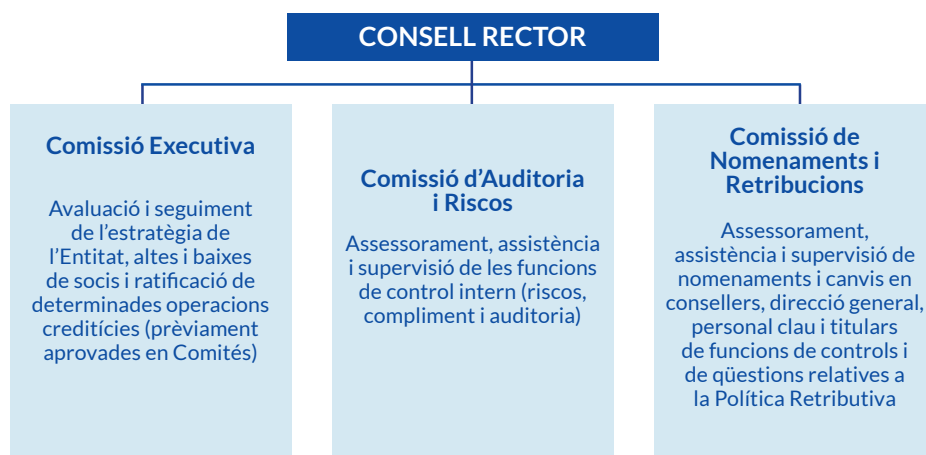 CONSELL RECTOR
Comissió Executiva
Avaluació i seguiment
de l’estratègia de
l’Entitat, altes i baixes
de socis i ratificació de
determinades operacions
creditícies (prèviament
aprovades en Comités)
Comissió d’Auditoria
i Riscos
Assessorament, assistència
i supervisió de les funcions
de control intern (riscos,
compliment i auditoria)
Comissió de
Nomenaments i
Retribucions
Assessorament,
assistència i supervisió de
nomenaments i canvis en
consellers, direcció general,
personal clau i titulars
de funcions de controls i
de qüestions relatives a
la Política Retributiva